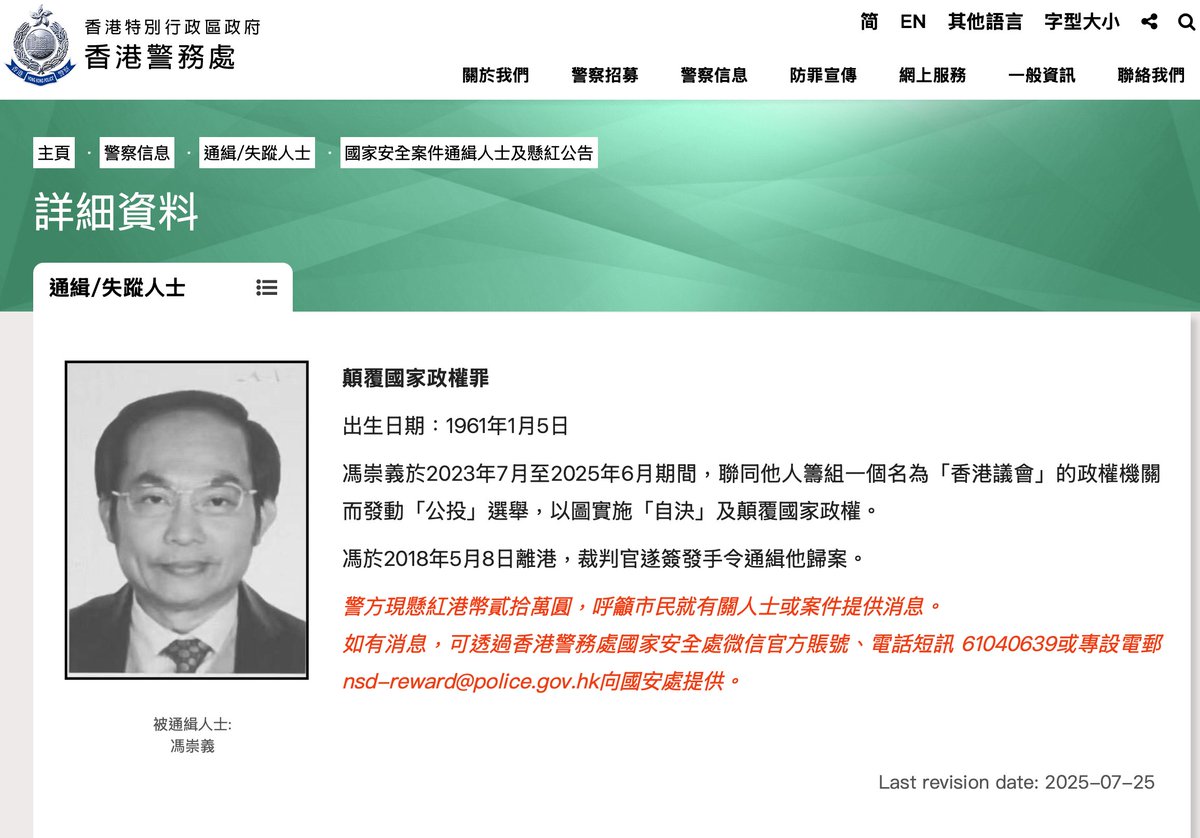 香港特別行政區政府
香港警務處
简 EN 其他語言 字型大小
關於我們 警察招募 警察信息 防罪宣傳 網上服務 一般資訊 聯絡我們
主頁 · 警察信息 · 通緝/失蹤人士 · 國家安全案件通緝人士及懸紅公告
詳細資料
通緝/失蹤人士
顛覆國家政權罪
出生日期：1961年1月5日
馮崇義於2023年7月至2025年6月期間，聯同他人籌組一個名為「香港議會」的政權機關
而發動「公投」選舉，以圖實施「自決」及顛覆國家政權。
馮於2018年5月8日離港，裁判官遂簽發手令通緝他歸案。
警方現懸紅港幣貳拾萬圓，呼籲市民就有關人士或案件提供消息。
如有消息，可透過香港警務處國家安全處微信官方賬號、電話短訊 61040639或專設電郵
nsd-reward@police.gov.hk向國安處提供。
被通緝人士:
馮崇義
Last revision date: 2025-07-25